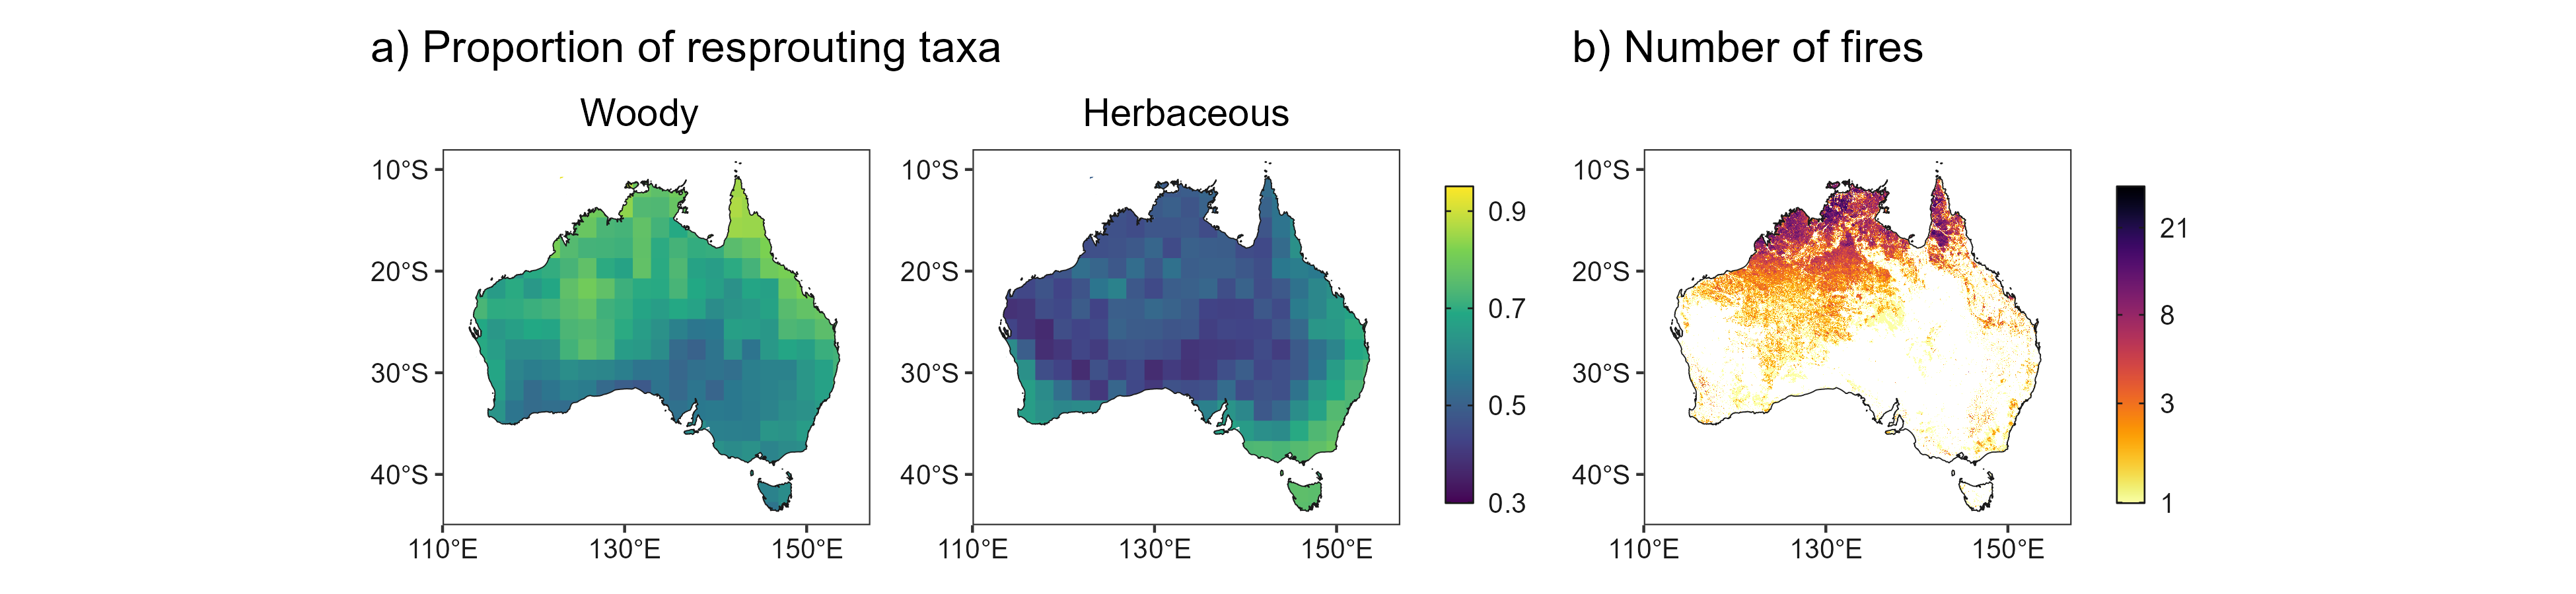 a) Proportion of resprouting taxa
Woody
10°S
20°S
30°S
40°S
110°E 130°E 150°E
Herbaceous
10°S
20°S
30°S
40°S
110°E 130°E 150°E
0.9
0.7
0.5
0.3
b) Number of fires
10°S
20°S
30°S
40°S
110°E 130°E 150°E
21
8
3
1